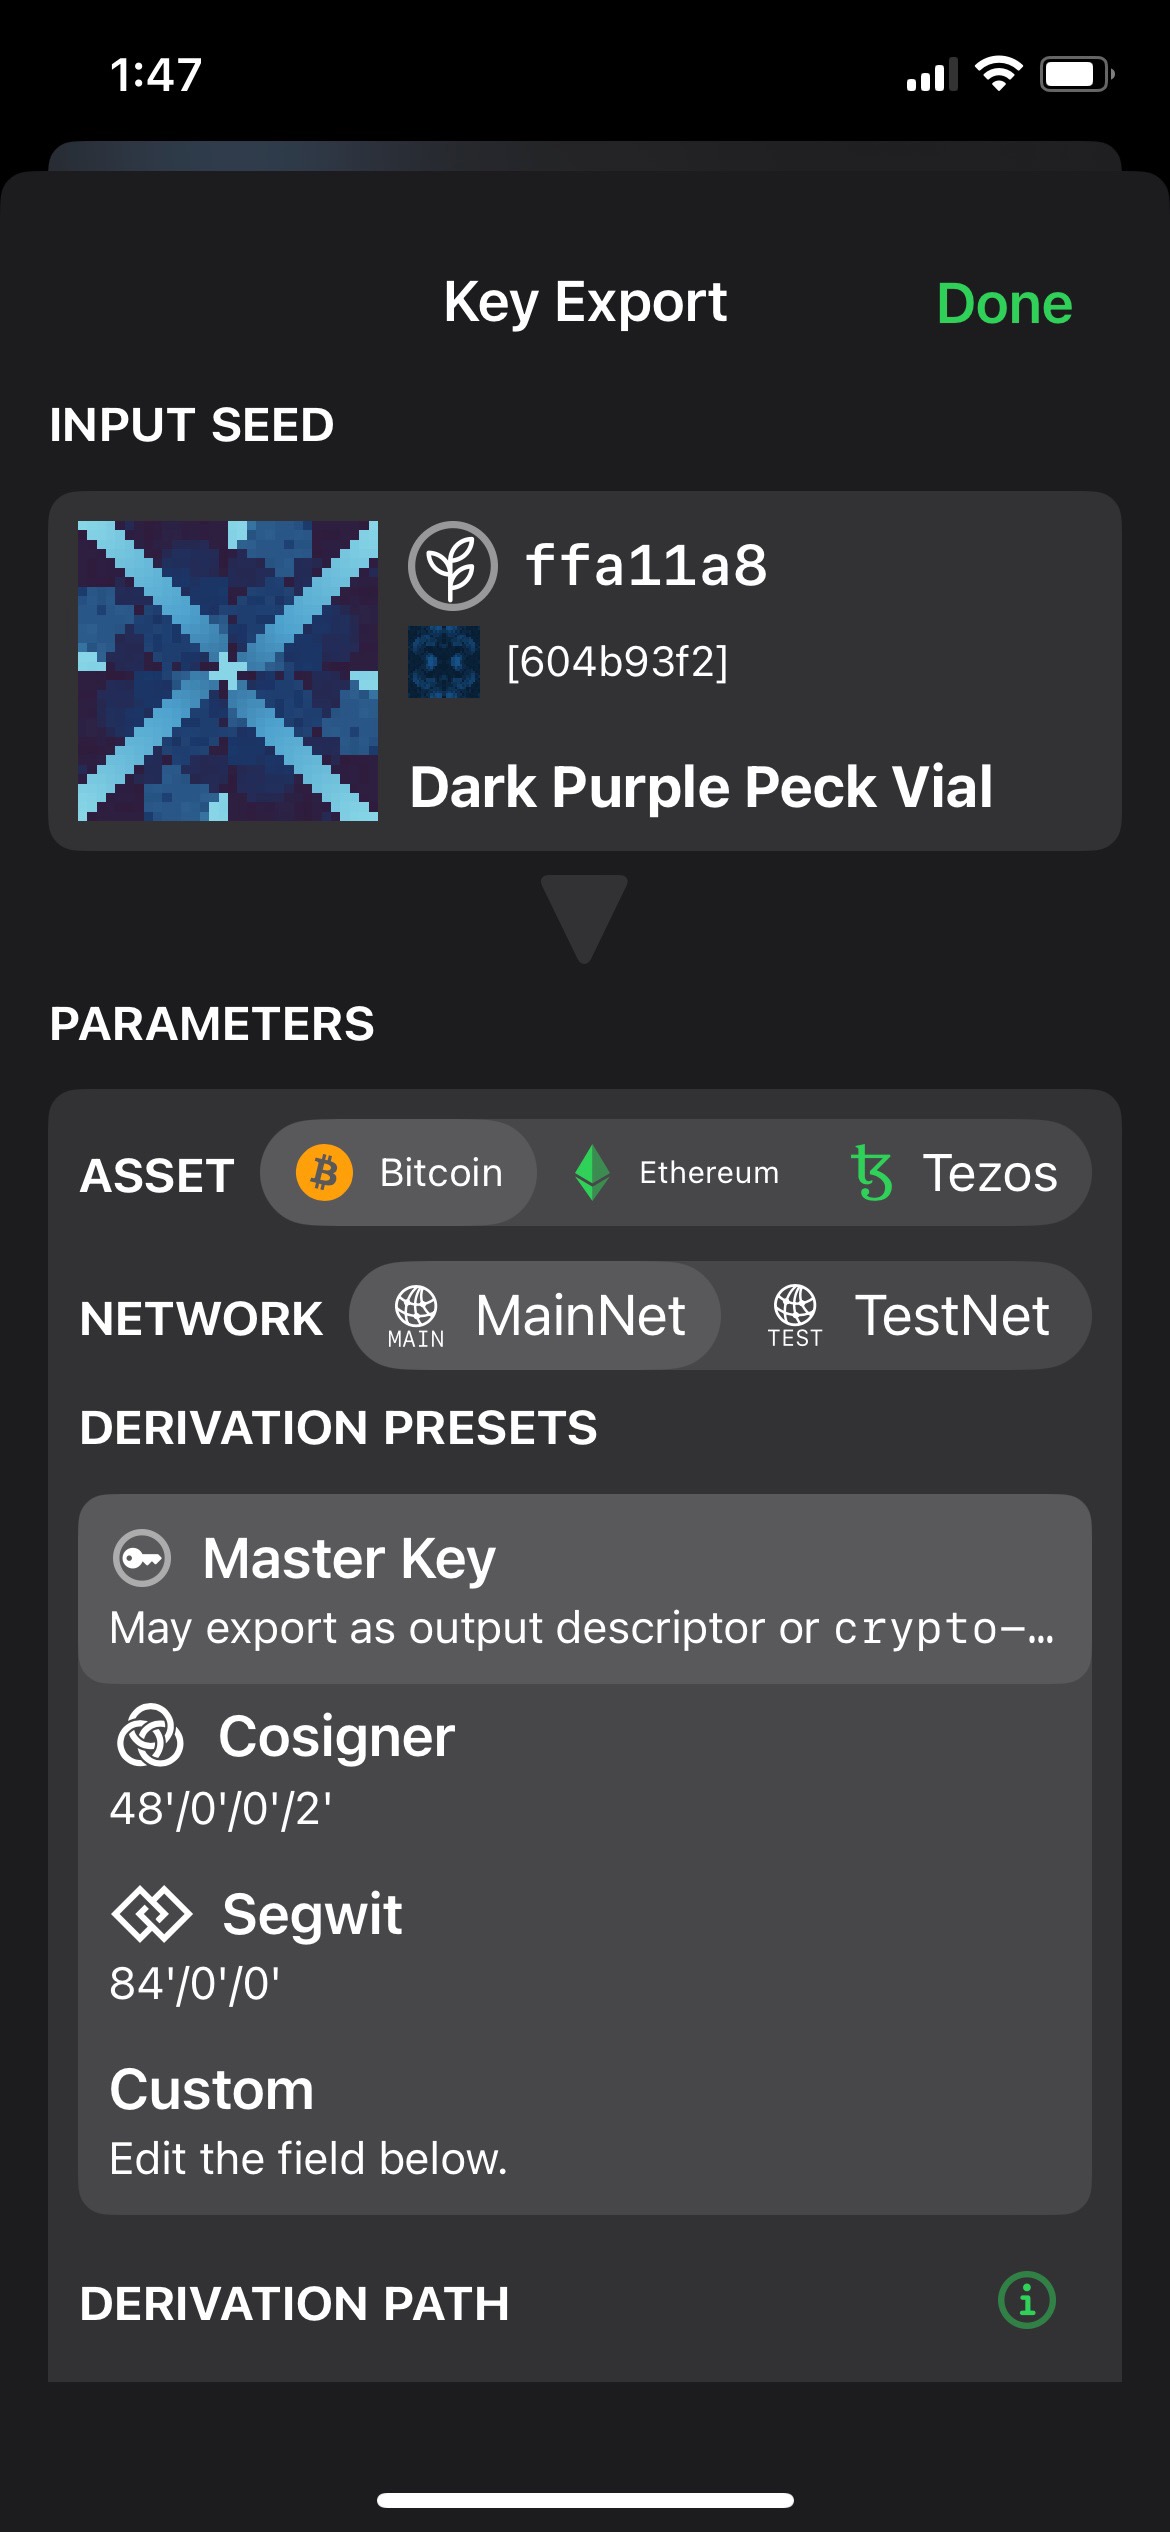 1:47
Key Export
Done
INPUT SEED
ffa11a8
[604b93f2]
Dark Purple Peck Vial
PARAMETERS
ASSET Bitcoin Ethereum Tezos
NETWORK MAIN MainNet TEST TestNet
DERIVATION PRESETS
Master Key
May export as output descriptor or crypto-…
Cosigner
48'/0'/0'/2'
Segwit
84'/0'/0'
Custom
Edit the field below.
DERIVATION PATH